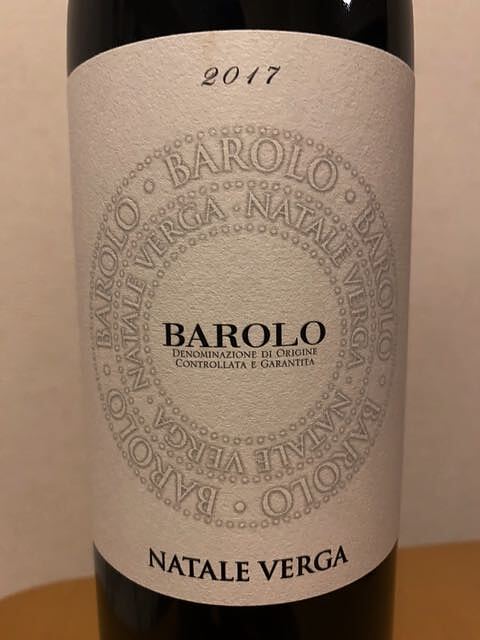 2017
BAROLO · BAROLO · BAROLO · BAROLO · BAROLO ·
NATALE VERGA · NATALE VERGA · NATALE VERGA · NATALE VERGA
BAROLO
DENOMINAZIONE DI ORIGINE
CONTROLLATA E GARANTITA
NATALE VERGA